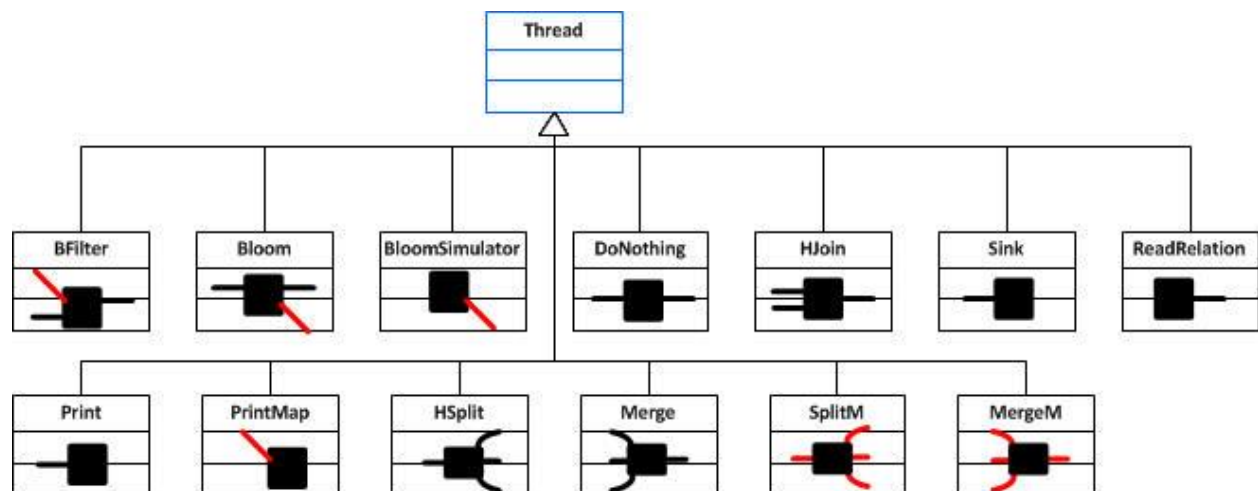 Thread
BFilter
Bloom
BloomSimulator
DoNothing
HJoin
Sink
ReadRelation
Print
PrintMap
HSplit
Merge
SplitM
MergeM